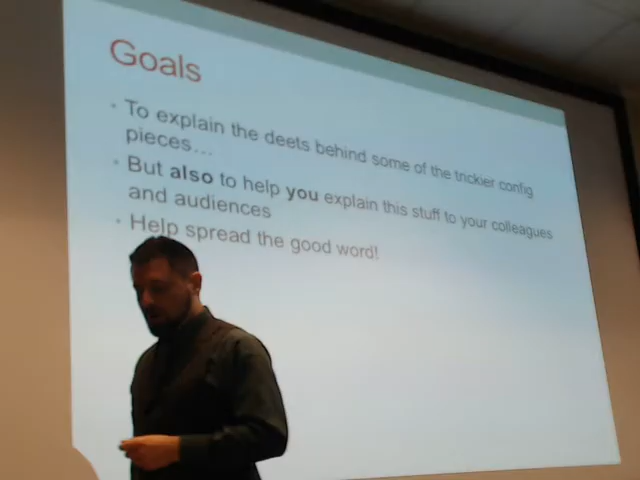 Goals
• To explain the deets behind some of the trickier config
pieces…
• But also to help you explain this stuff to your colleagues
and audiences
• Help spread the good word!